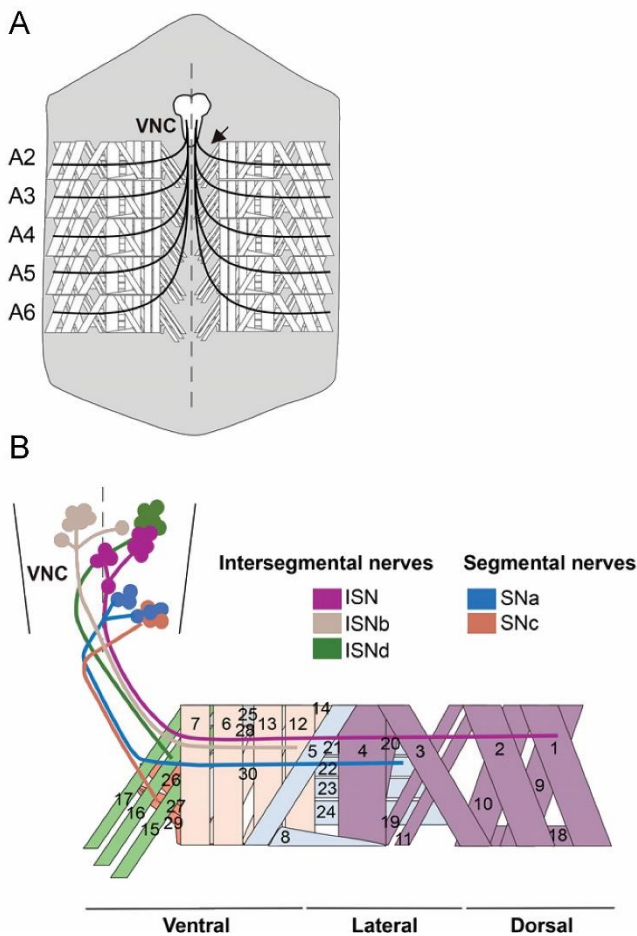 A
VNC
A2
A3
A4
A5
A6
B
VNC
Intersegmental nerves
ISN
ISNb
ISNd
Segmental nerves
SNa
SNc
14
25
7 6 28 13 12
5 21 4 20 3 2 1
30 22
26 23 9
17 27 24 10
16 29 19
15 8 11 18
Ventral Lateral Dorsal